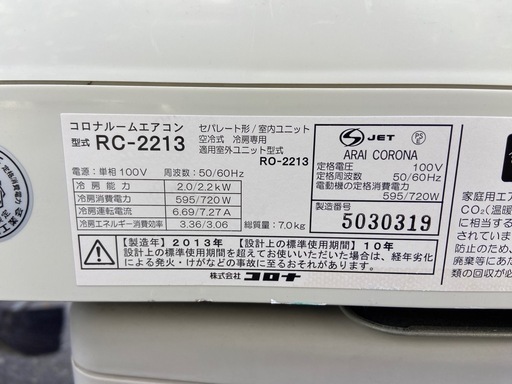 コロナルームエアコン
型式 RC-2213
セパレート形/室内ユニット
空冷式 冷房専用
適用室外ユニット型式
RO-2213
電源:単相100V 周波数:50/60Hz
冷房能力 2.0/2.2kW
冷房消費電力 595/720W
冷房運転電流 6.69/7.27A
冷房エネルギー消費効率 3.36/3.06
総質量:7.0kg
S JET PS
ARAI CORONA
定格電圧 100V
定格周波数 50/60Hz
電動機の定格消費電力
595/720W
製造番号
5030319
【製造年】2013年【設計上の標準使用期間】10年
設計上の標準使用期間を超えてお使いいただいた場合は、経年劣化
による発火・けがなどの事故に至るおそれがあります。
株式会社 コロナ
家庭用エア
CO₂(温暖
に相当する
されていま
防止のため、
廃棄等にあ
類の回収が必